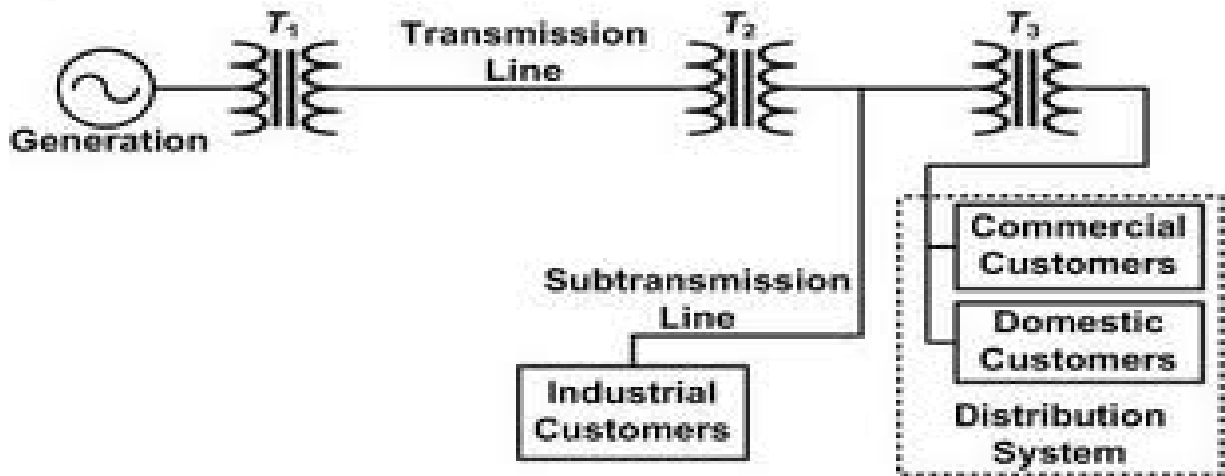 T1
Transmission
Line
T2
T3
Generation
Commercial
Customers
Subtransmission
Line
Domestic
Customers
Industrial
Customers
Distribution
System